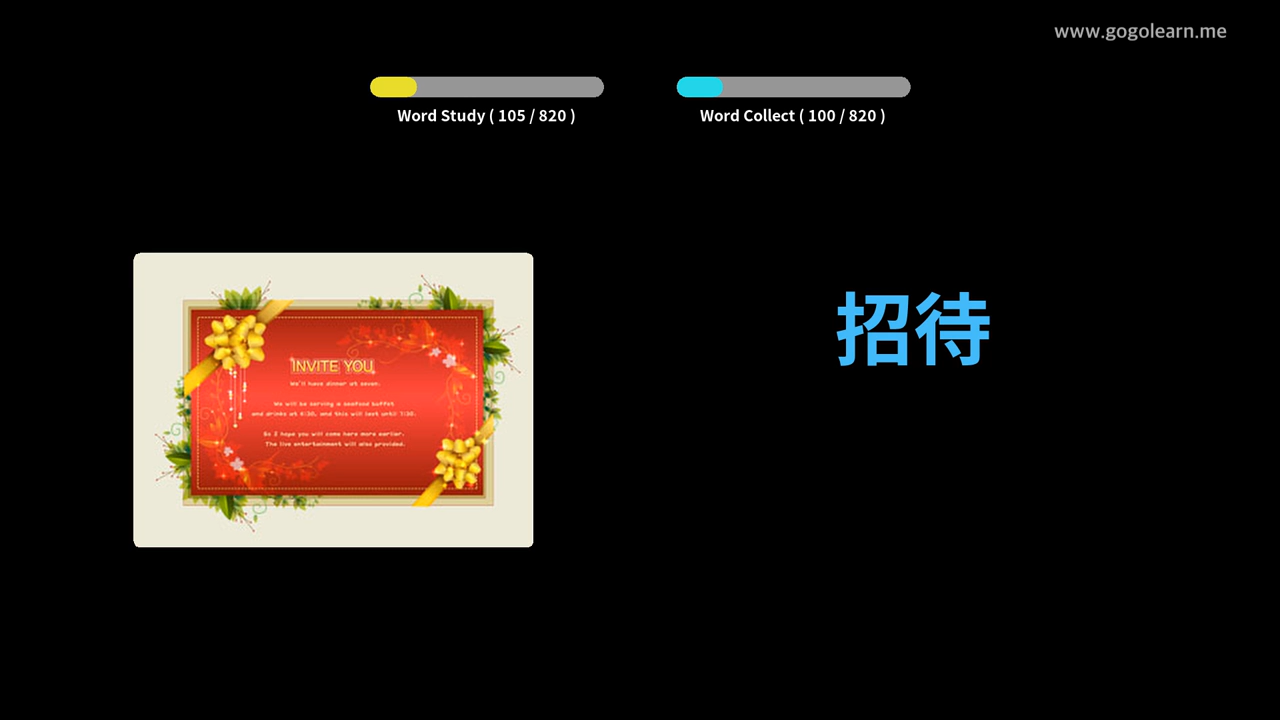 www.gogolearn.me
Word Study ( 105 / 820 )
Word Collect ( 100 / 820 )
招待
INVITE YOU
We'll have dinner at seven.
We will be serving a seafood buffet
and drinks at 6:30, and this will last until 7:30.
So I hope you will come here more earlier.
The live entertainment will also provided.